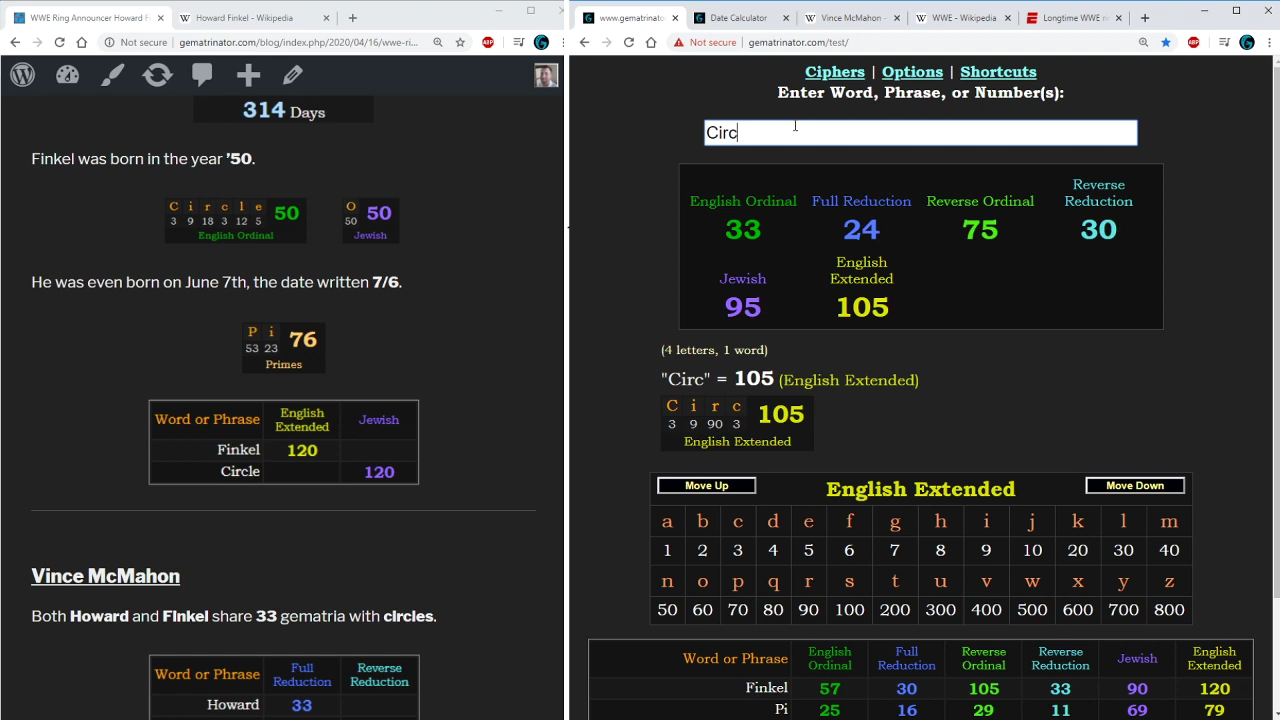 WWE Ring Announcer Howard F
Howard Finkel - Wikipedia
Not secure | gematrinator.com/blog/index.php/2020/04/16/wwe-ri...
314 Days
Finkel was born in the year '50.
C i r c l e 50
3 9 18 3 12 5
English Ordinal
O 50
50
Jewish
He was even born on June 7th, the date written 7/6.
P i 76
53 23
Primes
Word or Phrase English Extended Jewish
Finkel 120
Circle 120
Vince McMahon
Both Howard and Finkel share 33 gematria with circles.
Word or Phrase Full Reduction Reverse Reduction
Howard 33
www.gematrinator.c
Date Calculator
Vince McMahon -
WWE - Wikipedia
Longtime WWE ri
Not secure | gematrinator.com/test/
Ciphers | Options | Shortcuts
Enter Word, Phrase, or Number(s):
Circ
English Ordinal Full Reduction Reverse Ordinal Reverse Reduction
33 24 75 30
Jewish English Extended
95 105
(4 letters, 1 word)
"Circ" = 105 (English Extended)
C i r c 105
3 9 90 3
English Extended
Move Up English Extended Move Down
a b c d e f g h i j k l m
1 2 3 4 5 6 7 8 9 10 20 30 40
n o p q r s t u v w x y z
50 60 70 80 90 100 200 300 400 500 600 700 800
Word or Phrase English Ordinal Full Reduction Reverse Ordinal Reverse Reduction Jewish English Extended
Finkel 57 30 105 33 90 120
Pi 25 16 29 11 69 79